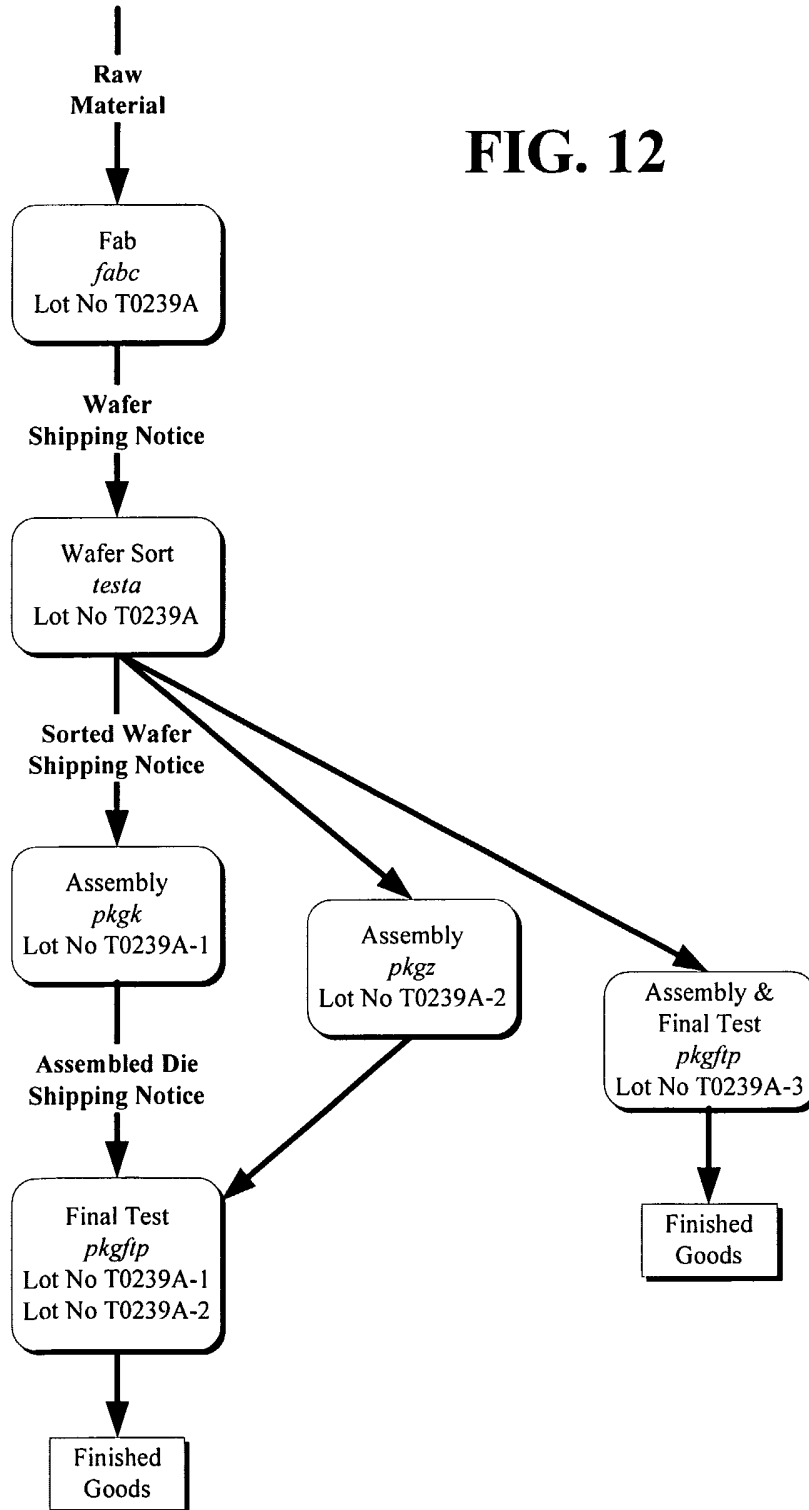 Raw
Material
FIG. 12
Fab
fabc
Lot No T0239A
Wafer
Shipping Notice
Wafer Sort
testa
Lot No T0239A
Sorted Wafer
Shipping Notice
Assembly
pkgk
Lot No T0239A-1
Assembly
pkgz
Lot No T0239A-2
Assembly &
Final Test
pkgftp
Lot No T0239A-3
Assembled Die
Shipping Notice
Final Test
pkgftp
Lot No T0239A-1
Lot No T0239A-2
Finished
Goods
Finished
Goods